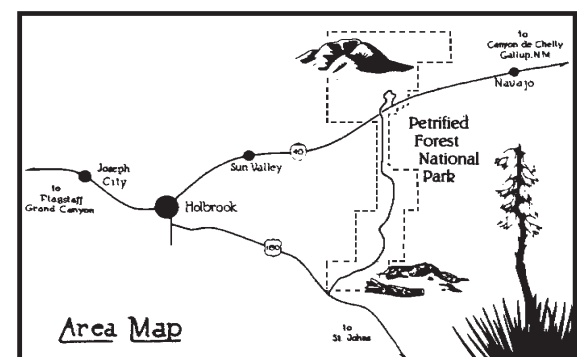 to
Canyon de Chelly
Gallup, NM
Navajo
Petrified
Forest
National
Park
40
Sun Valley
Joseph
City
to
Flagstaff
Grand Canyon
Holbrook
180
Area Map
to
St. Johns